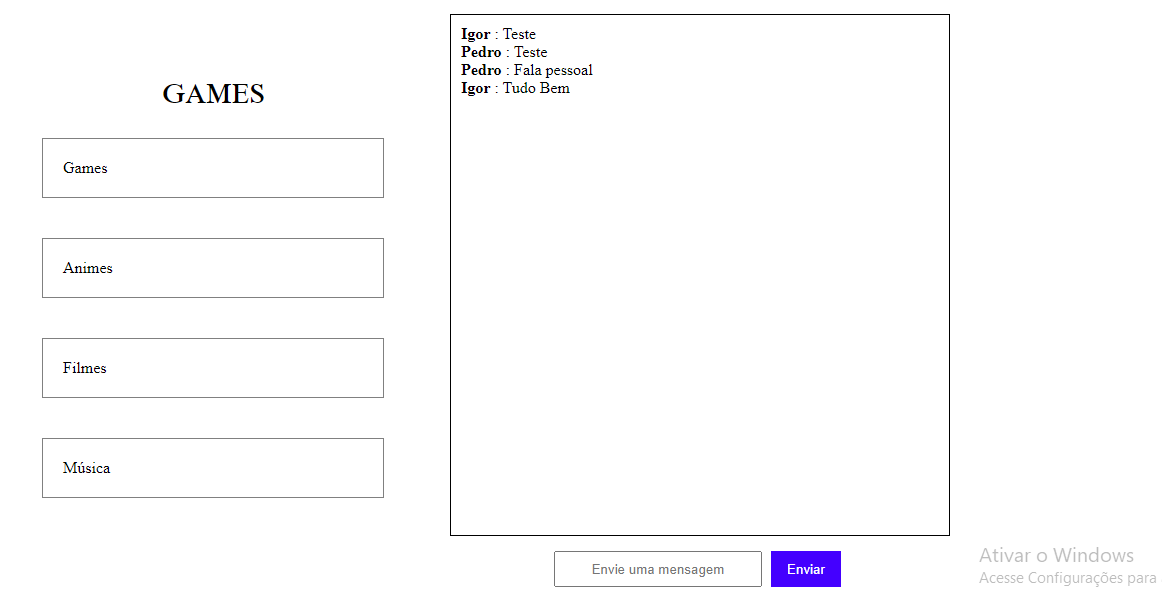 GAMES
Games
Animes
Filmes
Música
Igor : Teste
Pedro : Teste
Pedro : Fala pessoal
Igor : Tudo Bem
Envie uma mensagem
Enviar
Ativar o Windows
Acesse Configurações para